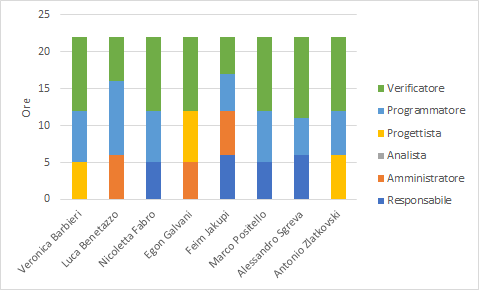 25
20
15
10
5
0
Ore
Veronica Barbieri
Luca Benetazzo
Nicoletta Fabro
Egon Galvani
Feim Jakupi
Marco Positello
Alessandro Sgreva
Antonio Zlatkovski
Verificatore
Programmatore
Progettista
Analista
Amministratore
Responsabile